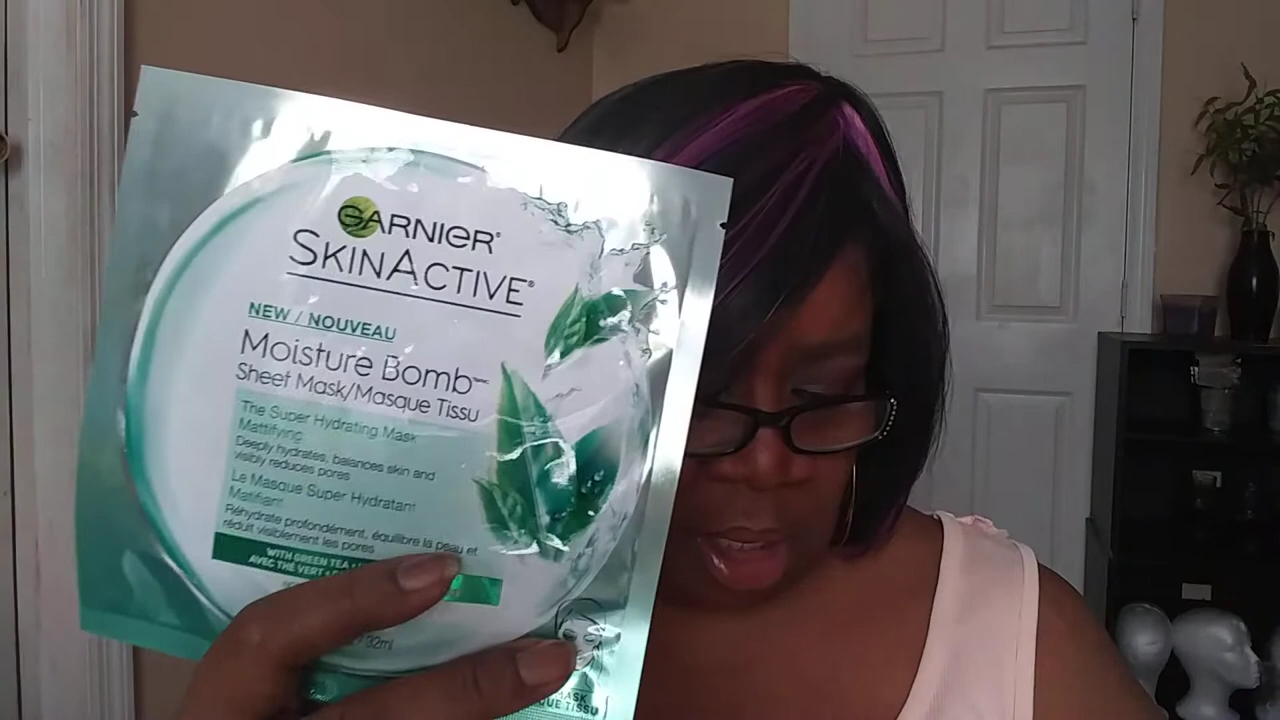 GARNIER®
SKINACTIVE®
NEW / NOUVEAU
Moisture Bomb
Sheet Mask/Masque Tissu
The Super Hydrating Mask
Mattifying
Deeply hydrates, balances skin and
visibly reduces pores
Le Masque Super Hydratant
Matifiant
Réhydrate profondément, équilibre la peau et
réduit visiblement les pores
WITH GREEN TEA
AVEC THÉ VERT
32ml
MASK
TISSU